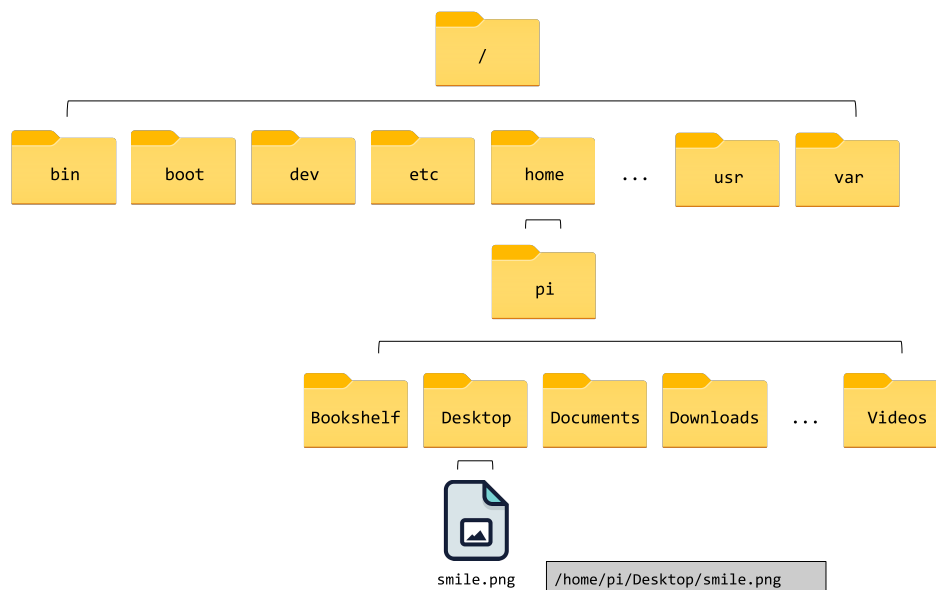 /
bin boot dev etc home ... usr var
pi
Bookshelf Desktop Documents Downloads ... Videos
smile.png /home/pi/Desktop/smile.png